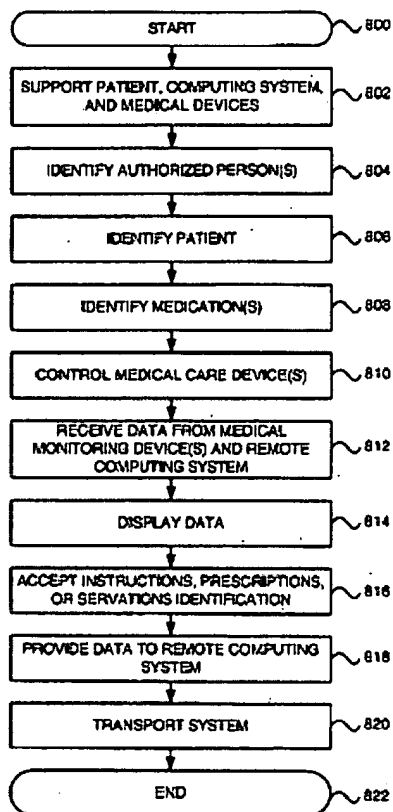 START 800
SUPPORT PATIENT, COMPUTING SYSTEM,
AND MEDICAL DEVICES 802
IDENTIFY AUTHORIZED PERSON(S) 804
IDENTIFY PATIENT 806
IDENTIFY MEDICATION(S) 808
CONTROL MEDICAL CARE DEVICE(S) 810
RECEIVE DATA FROM MEDICAL
MONITORING DEVICE(S) AND REMOTE
COMPUTING SYSTEM 812
DISPLAY DATA 814
ACCEPT INSTRUCTIONS, PRESCRIPTIONS,
OR SERVATIONS IDENTIFICATION 816
PROVIDE DATA TO REMOTE COMPUTING
SYSTEM 818
TRANSPORT SYSTEM 820
END 822